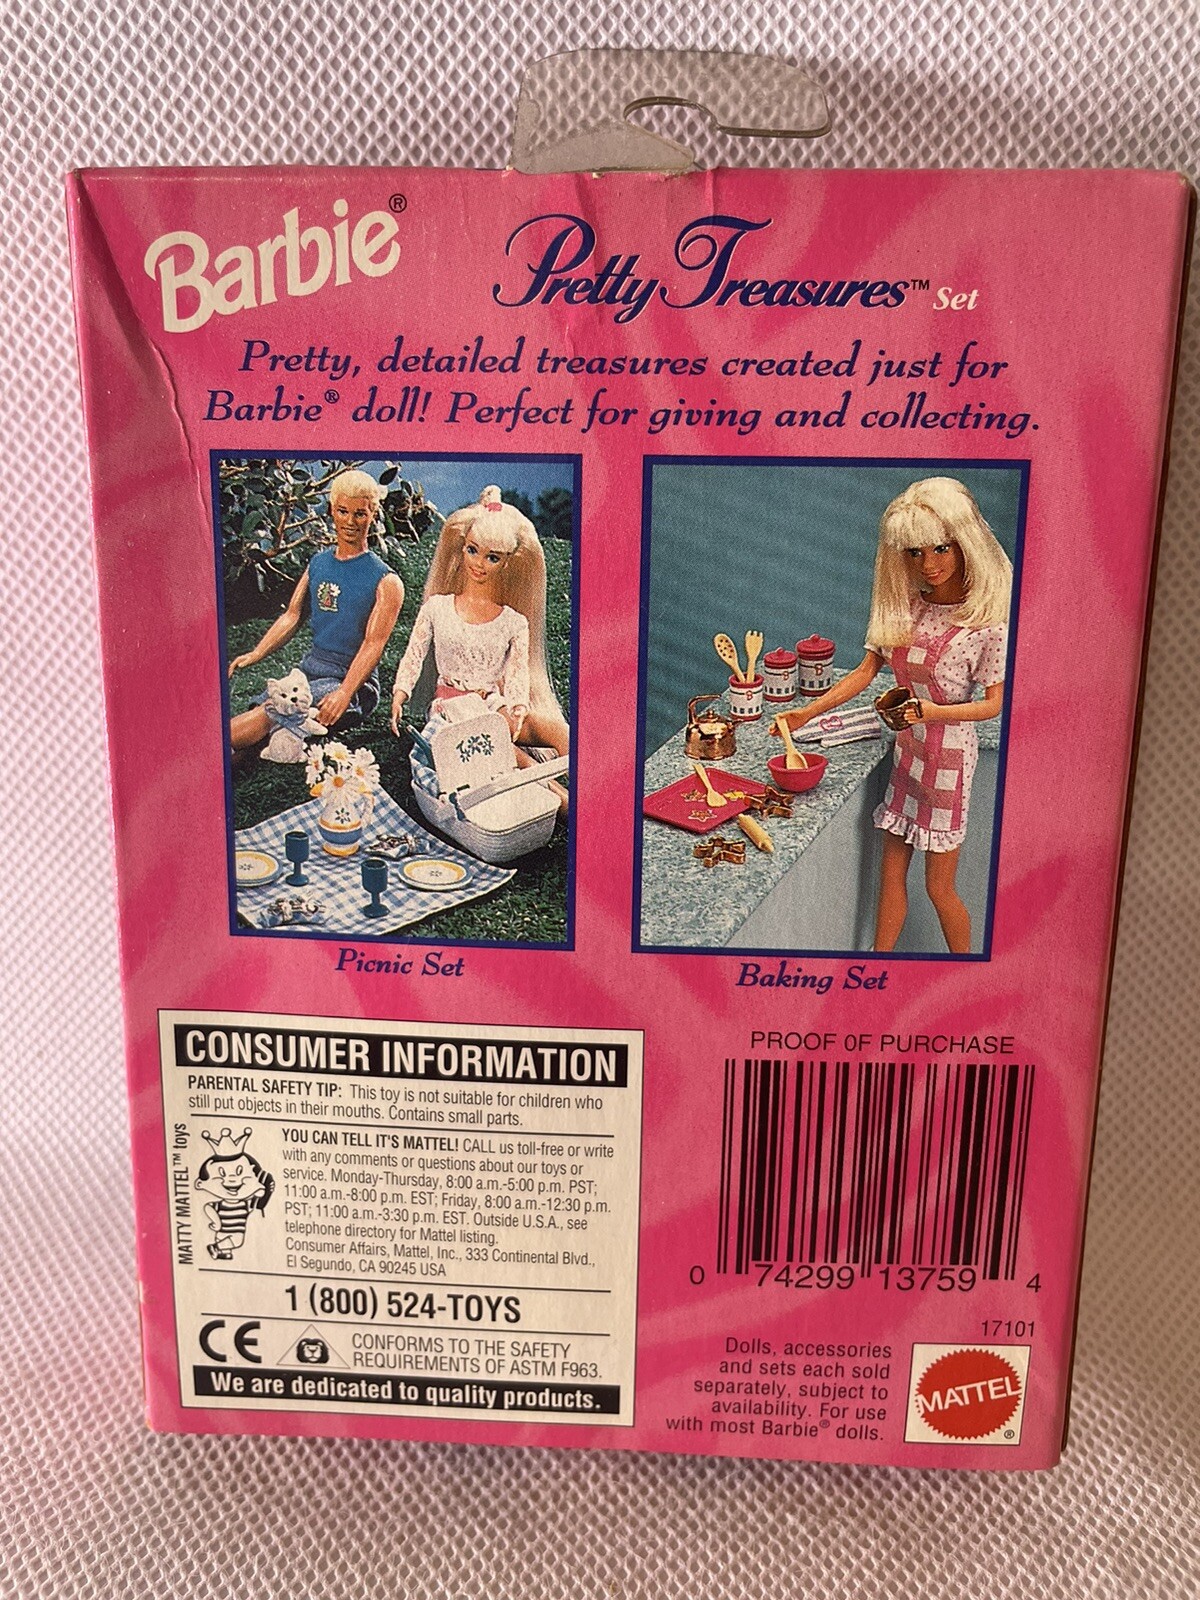 Barbie®
Pretty Treasures™ Set
Pretty, detailed treasures created just for
Barbie® doll! Perfect for giving and collecting.
Picnic Set
B
B
B
Baking Set
CONSUMER INFORMATION
PARENTAL SAFETY TIP: This toy is not suitable for children who
still put objects in their mouths. Contains small parts.
MATTY MATTEL™ toys
YOU CAN TELL IT'S MATTEL! CALL us toll-free or write
with any comments or questions about our toys or
service. Monday-Thursday, 8:00 a.m.-5:00 p.m. PST;
11:00 a.m.-8:00 p.m. EST; Friday, 8:00 a.m.-12:30 p.m.
PST; 11:00 a.m.-3:30 p.m. EST. Outside U.S.A., see
telephone directory for Mattel listing.
Consumer Affairs, Mattel, Inc., 333 Continental Blvd.,
El Segundo, CA 90245 USA
1 (800) 524-TOYS
CE
CONFORMS TO THE SAFETY
REQUIREMENTS OF ASTM F963.
We are dedicated to quality products.
PROOF OF PURCHASE
0 74299 13759 4
17101
Dolls, accessories
and sets each sold
separately, subject to
availability. For use
with most Barbie® dolls.
MATTEL
®